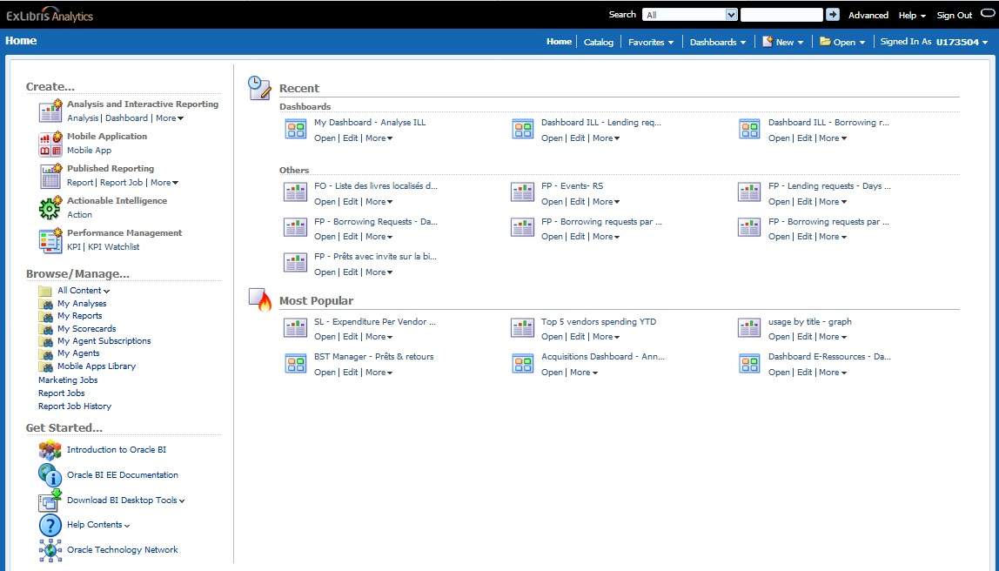 ExLibris Analytics
Search All Advanced Help Sign Out
Home
Home Catalog Favorites Dashboards New Open Signed In As U173504
Create...
Analysis and Interactive Reporting
Analysis| Dashboard | More
Mobile Application
Mobile App
Published Reporting
Report | Report Job | More
Actionable Intelligence
Action
Performance Management
KPI | KPI Watchlist
Browse/Manage...
All Content
My Analyses
My Reports
My Scorecards
My Agent Subscriptions
My Agents
Mobile Apps Library
Marketing Jobs
Report Jobs
Report Job History
Get Started...
Introduction to Oracle BI
Oracle BI EE Documentation
Download BI Desktop Tools
Help Contents
Oracle Technology Network
Recent
Dashboards
My Dashboard - Analyse ILL
Open | Edit | More
Dashboard ILL - Lending req...
Open | Edit | More
Dashboard ILL - Borrowing r...
Open | Edit | More
Others
FO - Liste des livres localisés d...
Open | Edit | More
FP - Events- RS
Open | Edit | More
FP - Lending requests - Days ...
Open | Edit | More
FP - Borrowing Requests - Da...
Open | Edit | More
FP - Borrowing requests par ...
Open | Edit | More
FP - Borrowing requests par ...
Open | Edit | More
FP - Prêts avec invite sur la bi...
Open | Edit | More
Most Popular
SL - Expenditure Per Vendor ...
Open | Edit | More
Top 5 vendors spending YTD
Open | Edit | More
usage by title - graph
Open | Edit | More
BST Manager - Prêts & retours
Open | Edit | More
Acquisitions Dashboard - Ann...
Open | More
Dashboard E-Ressources - Da...
Open | Edit | More